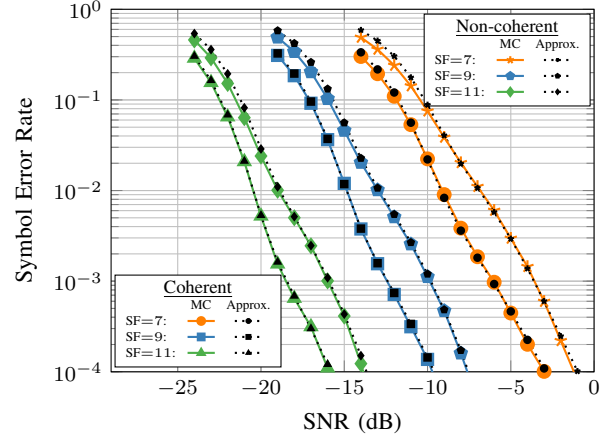 10^0
10^−1
10^−2
10^−3
10^−4
Symbol Error Rate
Non-coherent
MC Approx.
SF=7:
SF=9:
SF=11:
Coherent
MC Approx.
SF=7:
SF=9:
SF=11:
−25 −20 −15 −10 −5 0
SNR (dB)